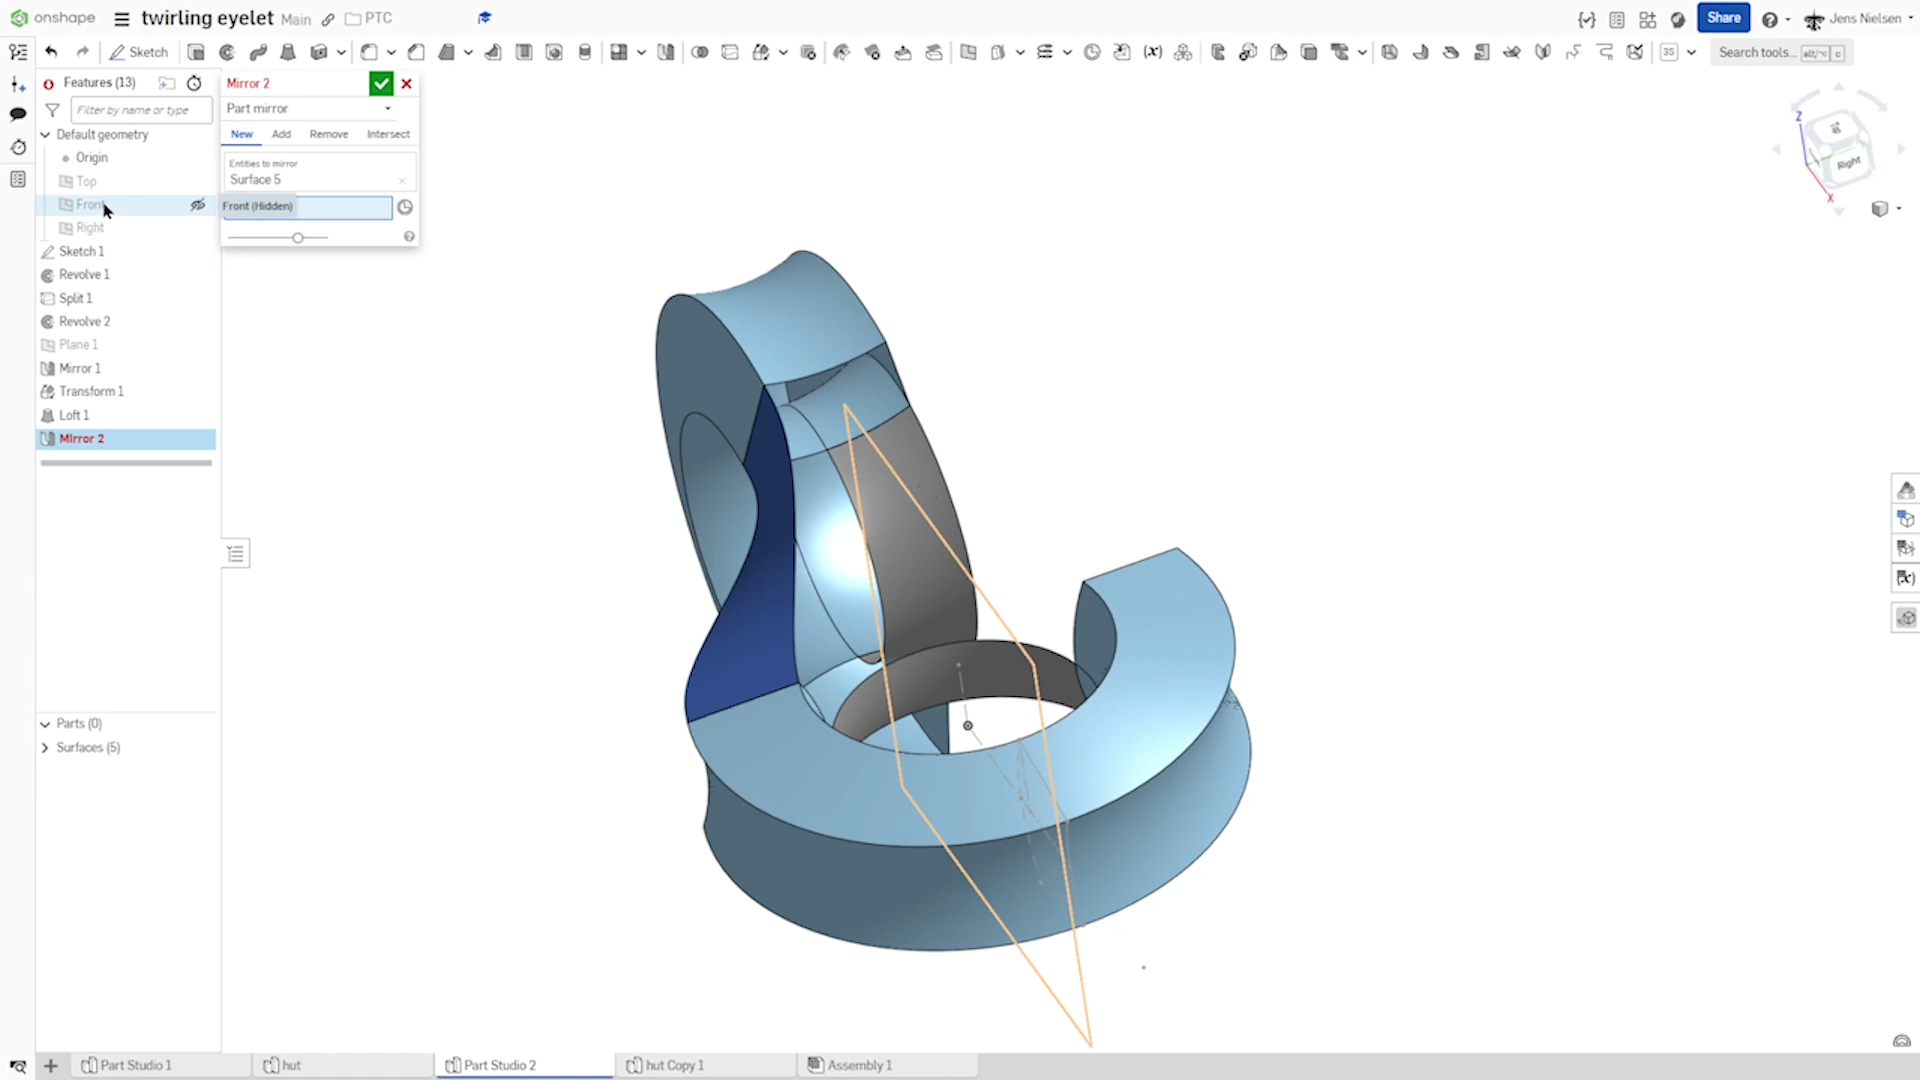 onshape
twirling eyelet Main PTC
Share
Jens Nielsen
Sketch
Search tools... alt/⌥ c
Features (13)
Filter by name or type
Default geometry
Origin
Top
Front
Right
Sketch 1
Revolve 1
Split 1
Revolve 2
Plane 1
Mirror 1
Transform 1
Loft 1
Mirror 2
Parts (0)
Surfaces (5)
Mirror 2
Part mirror
New Add Remove Intersect
Entities to mirror
Surface 5
Front (Hidden)
Z
Right
X
Part Studio 1
hut
Part Studio 2
hut Copy 1
Assembly 1